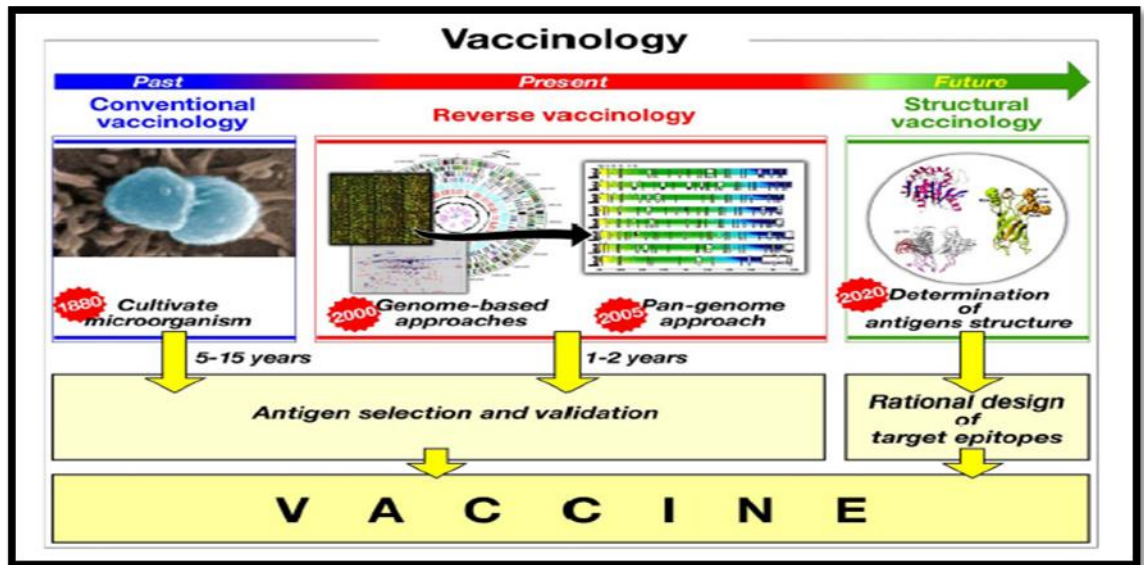 Vaccinology
Past
Present
Future
Conventional
vaccinology
Reverse vaccinology
Structural
vaccinology
1880
Cultivate
microorganism
2000
Genome-based
approaches
2005
Pan-genome
approach
2020
Determination
of
antigens structure
5-15 years
1-2 years
Antigen selection and validation
Rational design
of
target epitopes
V A C C I N E